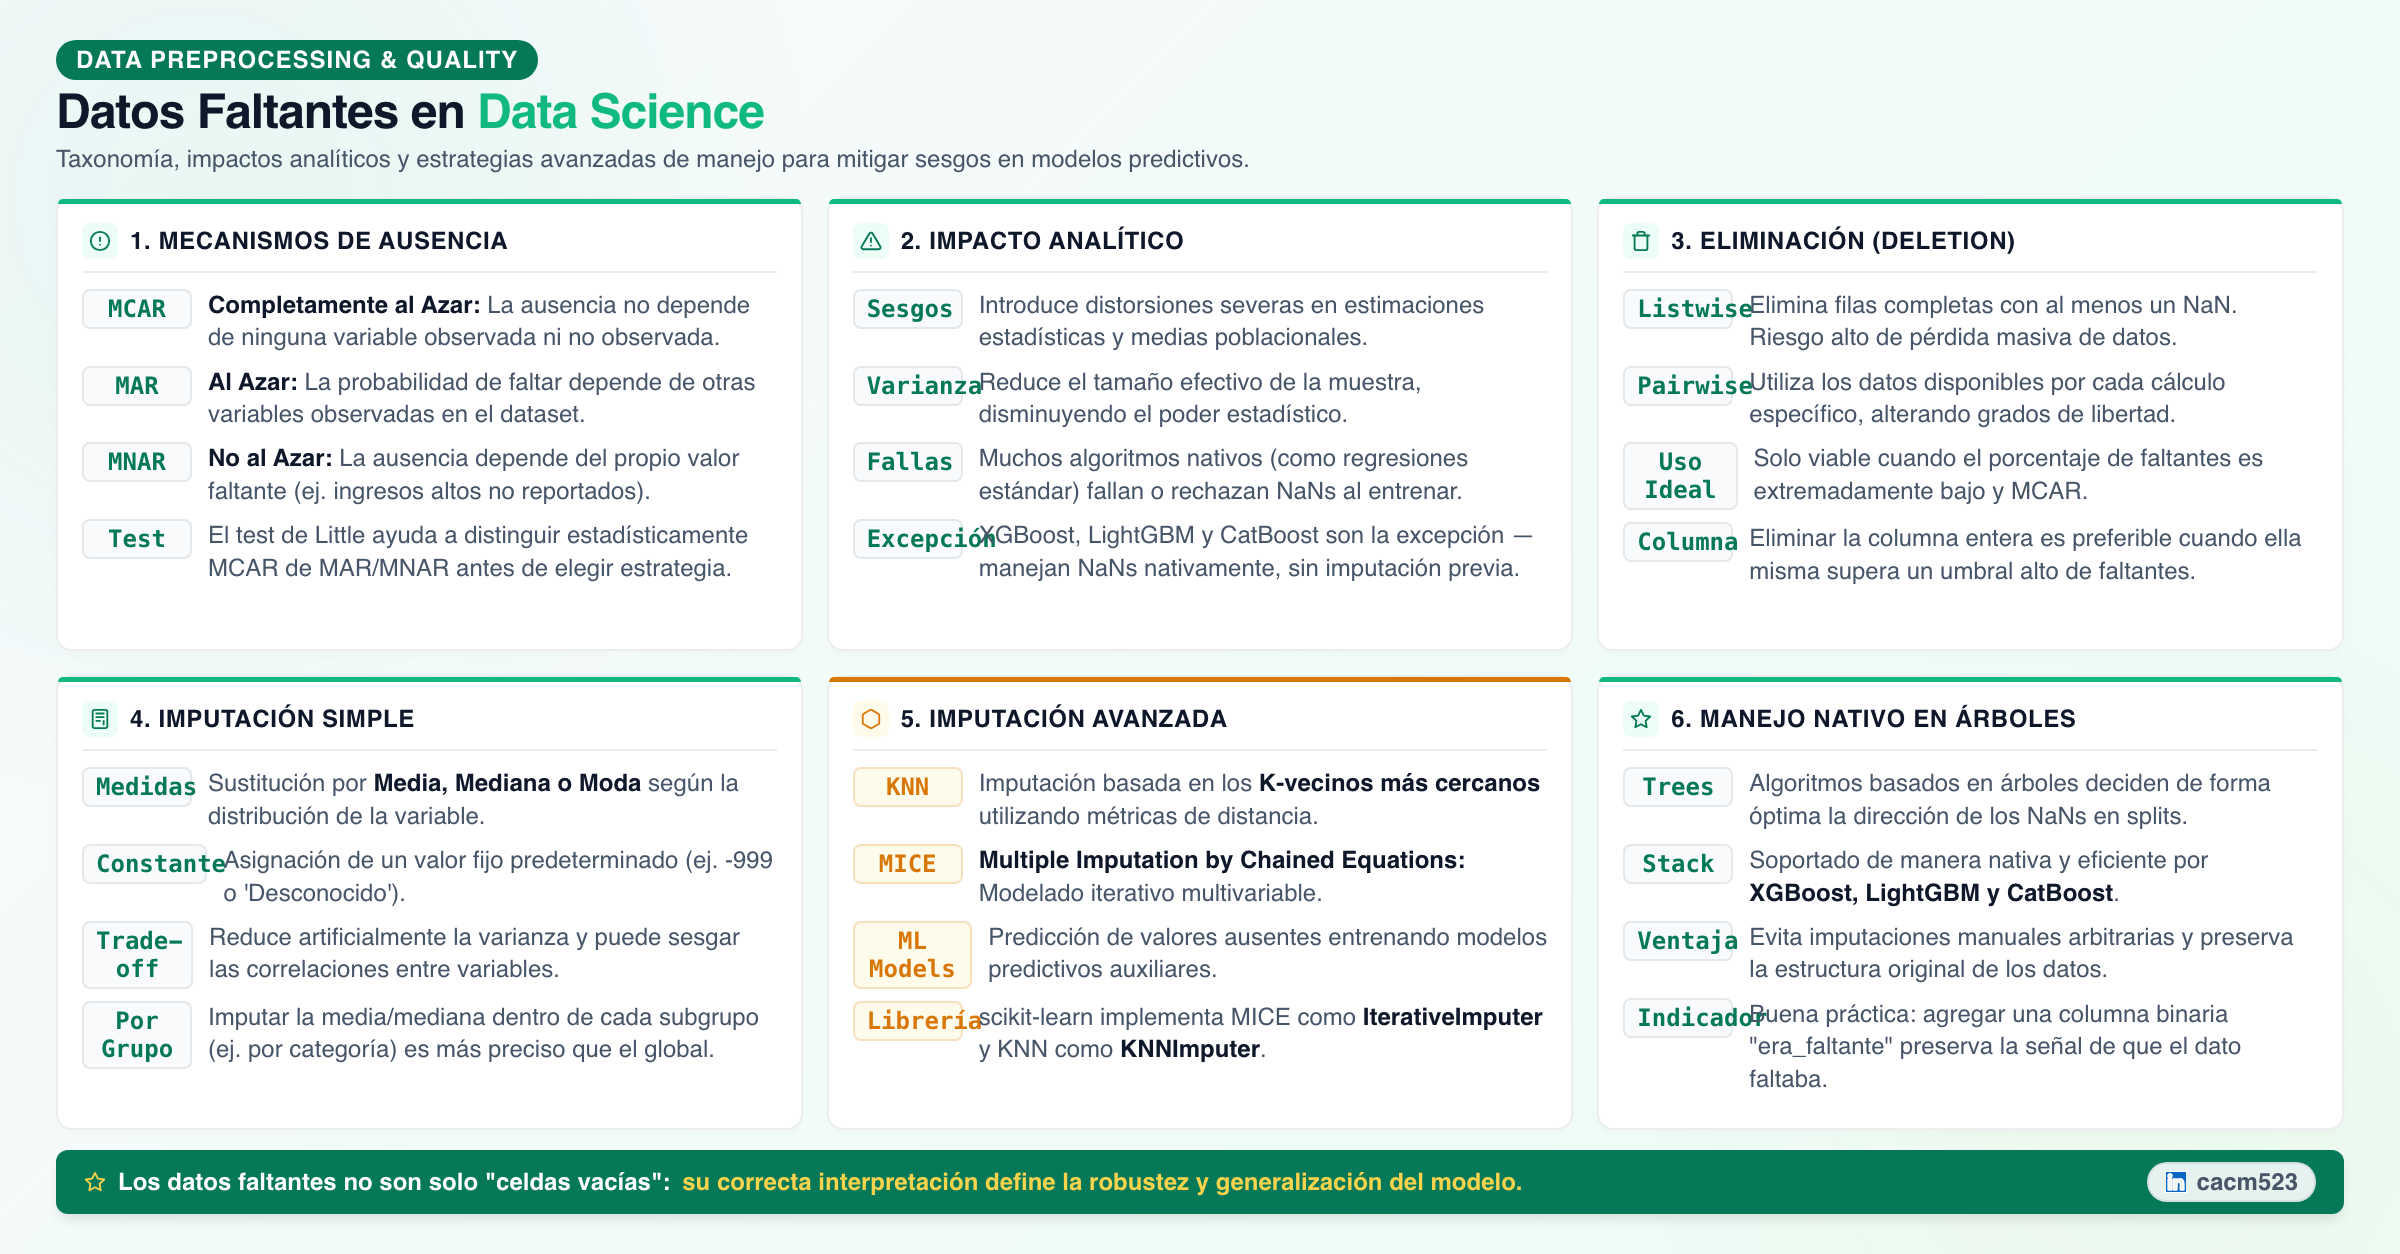 DATA PREPROCESSING & QUALITY
Datos Faltantes en Data Science
Taxonomía, impactos analíticos y estrategias avanzadas de manejo para mitigar sesgos en modelos predictivos.
1. MECANISMOS DE AUSENCIA
MCAR
Completamente al Azar: La ausencia no depende
de ninguna variable observada ni no observada.
MAR
Al Azar: La probabilidad de faltar depende de otras
variables observadas en el dataset.
MNAR
No al Azar: La ausencia depende del propio valor
faltante (ej. ingresos altos no reportados).
Test
El test de Little ayuda a distinguir estadísticamente
MCAR de MAR/MNAR antes de elegir estrategia.
2. IMPACTO ANALÍTICO
Sesgos
Introduce distorsiones severas en estimaciones
estadísticas y medias poblacionales.
Varianza
Reduce el tamaño efectivo de la muestra,
disminuyendo el poder estadístico.
Fallas
Muchos algoritmos nativos (como regresiones
estándar) fallan o rechazan NaNs al entrenar.
Excepción
XGBoost, LightGBM y CatBoost son la excepción —
manejan NaNs nativamente, sin imputación previa.
3. ELIMINACIÓN (DELETION)
Listwise
Elimina filas completas con al menos un NaN.
Riesgo alto de pérdida masiva de datos.
Pairwise
Utiliza los datos disponibles por cada cálculo
específico, alterando grados de libertad.
Uso
Ideal
Solo viable cuando el porcentaje de faltantes es
extremadamente bajo y MCAR.
Columna
Eliminar la columna entera es preferible cuando ella
misma supera un umbral alto de faltantes.
4. IMPUTACIÓN SIMPLE
Medidas
Sustitución por Media, Mediana o Moda según la
distribución de la variable.
Constante
Asignación de un valor fijo predeterminado (ej. -999
o 'Desconocido').
Trade-
off
Reduce artificialmente la varianza y puede sesgar
las correlaciones entre variables.
Por
Grupo
Imputar la media/mediana dentro de cada subgrupo
(ej. por categoría) es más preciso que el global.
5. IMPUTACIÓN AVANZADA
KNN
Imputación basada en los K-vecinos más cercanos
utilizando métricas de distancia.
MICE
Multiple Imputation by Chained Equations:
Modelado iterativo multivariable.
ML
Models
Predicción de valores ausentes entrenando modelos
predictivos auxiliares.
Librería
scikit-learn implementa MICE como IterativeImputer
y KNN como KNNImputer.
6. MANEJO NATIVO EN ÁRBOLES
Trees
Algoritmos basados en árboles deciden de forma
óptima la dirección de los NaNs en splits.
Stack
Soportado de manera nativa y eficiente por
XGBoost, LightGBM y CatBoost.
Ventaja
Evita imputaciones manuales arbitrarias y preserva
la estructura original de los datos.
Indicador
Buena práctica: agregar una columna binaria
"era_faltante" preserva la señal de que el dato
faltaba.
Los datos faltantes no son solo "celdas vacías": su correcta interpretación define la robustez y generalización del modelo.
in cacm523